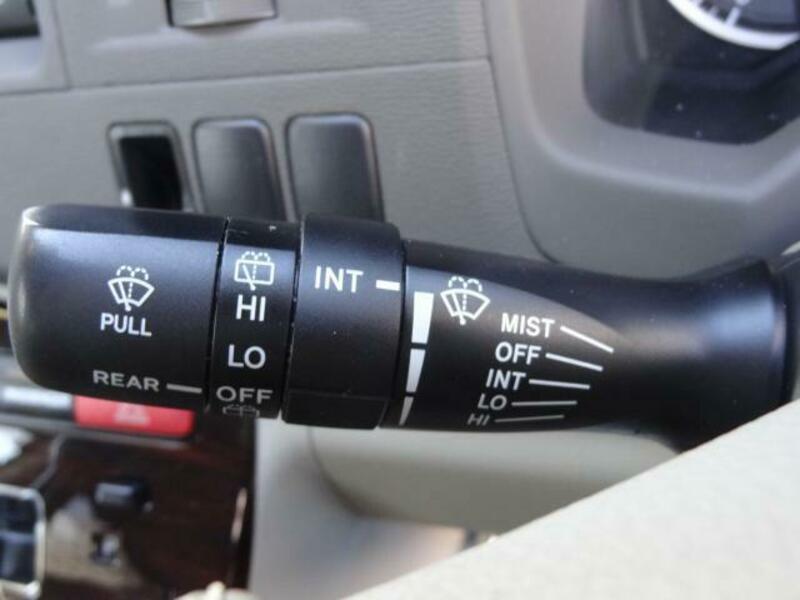 PULL
REAR
HI
LO
OFF
INT
MIST
OFF
INT
LO
HI